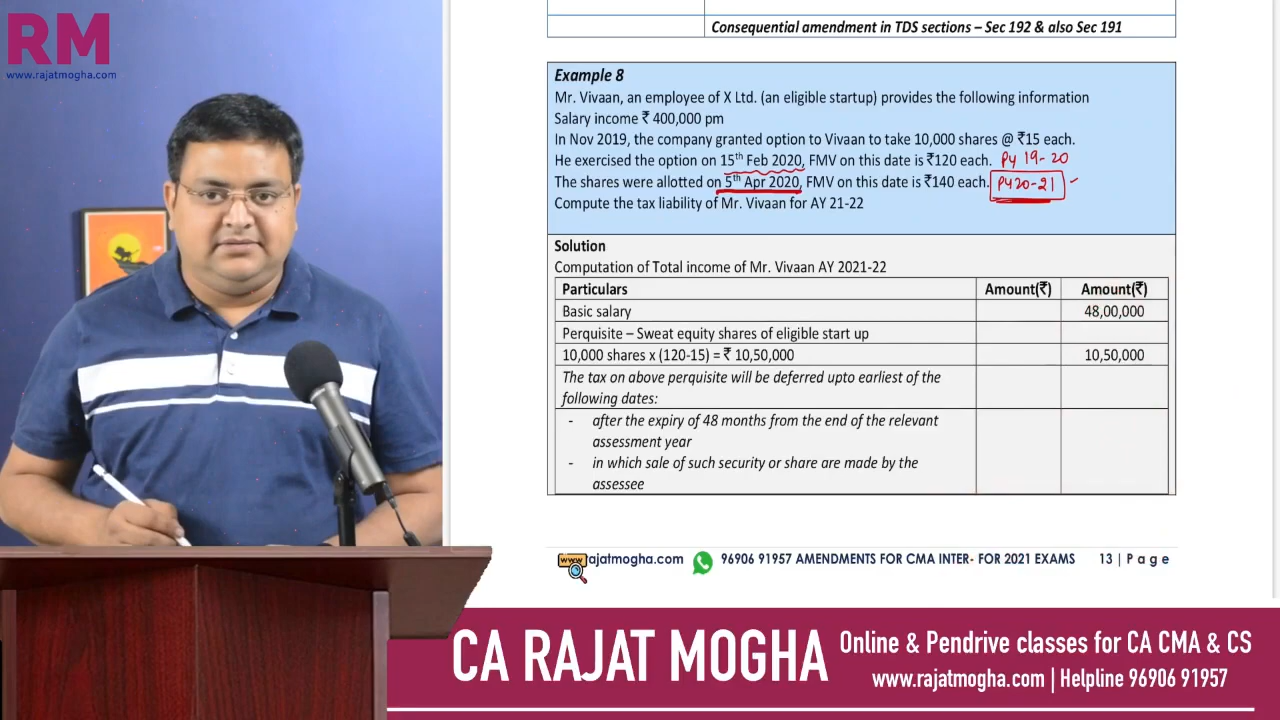 RM
www.rajatmogha.com
Consequential amendment in TDS sections – Sec 192 & also Sec 191
Example 8
Mr. Vivaan, an employee of X Ltd. (an eligible startup) provides the following information
Salary income ₹ 400,000 pm
In Nov 2019, the company granted option to Vivaan to take 10,000 shares @ ₹15 each.
He exercised the option on 15th Feb 2020, FMV on this date is ₹120 each. PY 19-20
The shares were allotted on 5th Apr 2020, FMV on this date is ₹140 each. PY 20-21
Compute the tax liability of Mr. Vivaan for AY 21-22
Solution
Computation of Total income of Mr. Vivaan AY 2021-22
Particulars Amount(₹) Amount(₹)
Basic salary 48,00,000
Perquisite – Sweat equity shares of eligible start up
10,000 shares x (120-15) = ₹ 10,50,000 10,50,000
The tax on above perquisite will be deferred upto earliest of the
following dates:
- after the expiry of 48 months from the end of the relevant
assessment year
- in which sale of such security or share are made by the
assessee
www ajatmogha.com 96906 91957 AMENDMENTS FOR CMA INTER- FOR 2021 EXAMS 13 | P a g e
CA RAJAT MOGHA
Online & Pendrive classes for CA CMA & CS
www.rajatmogha.com | Helpline 96906 91957